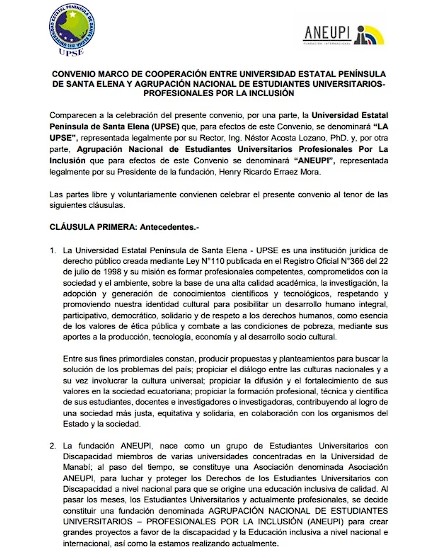 UNIVERSIDAD ESTATAL PENÍNSULA DE SANTA ELENA
UPSE
ANEUPI
FUNDACIÓN INTERNACIONAL
CONVENIO MARCO DE COOPERACIÓN ENTRE UNIVERSIDAD ESTATAL PENÍNSULA
DE SANTA ELENA Y AGRUPACIÓN NACIONAL DE ESTUDIANTES UNIVERSITARIOS-
PROFESIONALES POR LA INCLUSIÓN
Comparecen a la celebración del presente convenio, por una parte, la Universidad Estatal
Península de Santa Elena (UPSE) que, para efectos de este Convenio, se denominará "LA
UPSE", representada legalmente por su Rector, Ing. Néstor Acosta Lozano, PhD. y, por otra
parte, Agrupación Nacional de Estudiantes Universitarios Profesionales Por La
Inclusión que para efectos de este Convenio se denominará "ANEUPI", representada
legalmente por su Presidente de la fundación, Henry Ricardo Erraez Mora.
Las partes libre y voluntariamente convienen celebrar el presente convenio al tenor de las
siguientes cláusulas.
CLÁUSULA PRIMERA: Antecedentes.-
1. La Universidad Estatal Península de Santa Elena - UPSE es una institución jurídica de
derecho público creada mediante Ley N°110 publicada en el Registro Oficial N°366 del 22
de julio de 1998 y su misión es formar profesionales competentes, comprometidos con la
sociedad y el ambiente, sobre la base de una alta calidad académica, la investigación, la
adopción y generación de conocimientos científicos y tecnológicos, respetando y
promoviendo nuestra identidad cultural para posibilitar un desarrollo humano integral,
participativo, democrático, solidario y de respeto a los derechos humanos, como esencia
de los valores de ética pública y combate a las condiciones de pobreza, mediante sus
aportes a la producción, tecnología, economía y al desarrollo socio cultural.
Entre sus fines primordiales constan, producir propuestas y planteamientos para buscar la
solución de los problemas del país; propiciar el diálogo entre las culturas nacionales y a
su vez involucrar la cultura universal; propiciar la difusión y el fortalecimiento de sus
valores en la sociedad ecuatoriana; propiciar la formación profesional, técnica y científica
de sus estudiantes, docentes e investigadores o investigadoras, contribuyendo al logro de
una sociedad más justa, equitativa y solidaria, en colaboración con los organismos del
Estado y la sociedad.
2. La fundación ANEUPI, nace como un grupo de Estudiantes Universitarios con
Discapacidad miembros de varias universidades concentradas en la Universidad de
Manabí; al paso del tiempo, se constituye una Asociación denominada Asociación
ANEUPI, para luchar y proteger los Derechos de los Estudiantes Universitarios con
Discapacidad a nivel nacional para que se origine una educación inclusiva de calidad. Al
pasar los meses, los Estudiantes Universitarios y actualmente profesionales, se decide
constituir una fundación denominada AGRUPACIÓN NACIONAL DE ESTUDIANTES
UNIVERSITARIOS – PROFESIONALES POR LA INCLUSIÓN (ANEUPI) para crear
grandes proyectos a favor de la discapacidad y la Educación inclusiva a nivel nacional e
internacional, así como la estamos realizando actualmente.